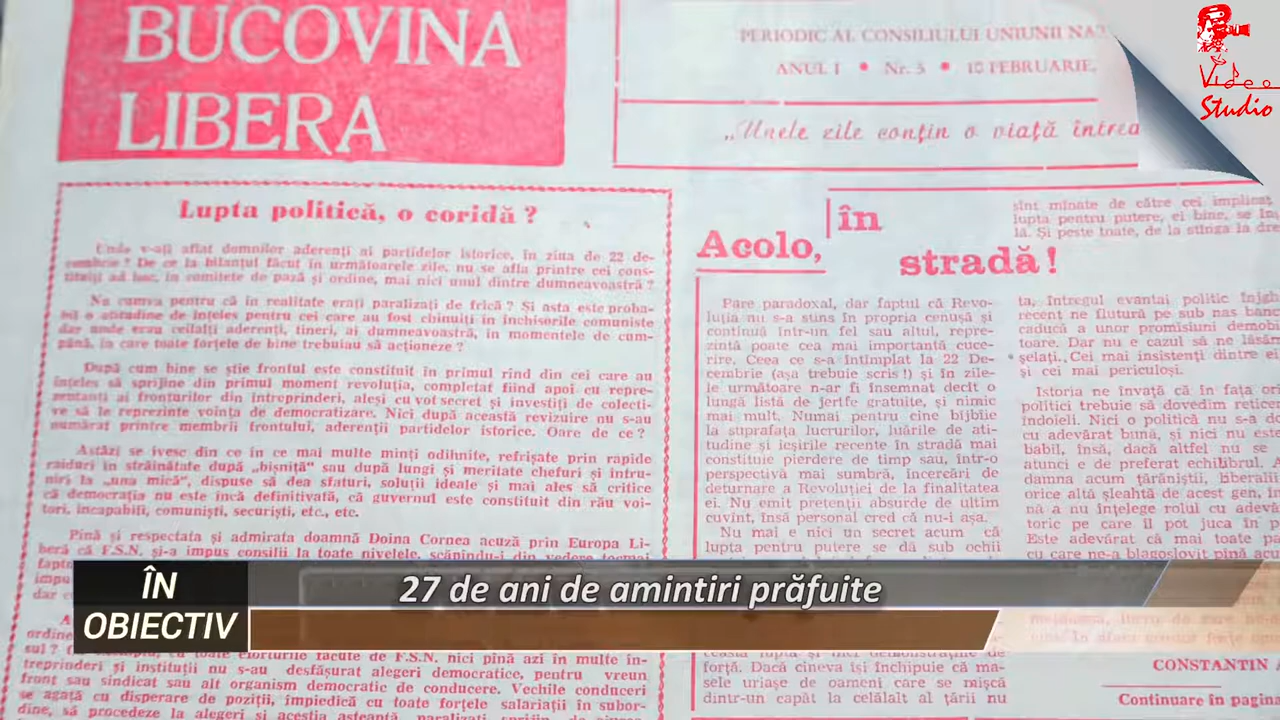 BUCOVINA
LIBERA
PERIODIC AL CONSILIULUI UNIUNII
ANUL I • Nr. 3 • 10 FEBRUARIE,
„Unele zile conțin o viață
Video
Studio
Lupta politică, o coridă ?
Unde v-ați aflat domnilor aderenți ai partidelor istorice, în ziua de 22 de-
cembrie ? De ce la bilanțul făcut în următoarele zile, nu se afla printre cei cons-
tituiți ad hoc, în comitete de pază și ordine, mai nici unul dintre dumneavoastră ?
Nu cumva pentru că în realitate erați paralizați de frică ? Și asta este proba-
bil o atitudine de înțeles pentru cei care au fost chinuiți în închisorile comuniste
dar unde erau ceilalți aderenți, tineri, ai dumneavoastră, în momentele de cum-
pănă, în care toate forțele de bine trebuiau să acționeze ?
După cum bine se știe frontul este constituit în primul rînd din cei care au
înțeles să sprijine din primul moment revoluția, completat fiind apoi cu repre-
zentanți ai fronturilor din întreprinderi, aleși cu vot secret și investiți de colecti-
ve să le reprezinte voința de democratizare. Nici după această revizuire nu s-au
numărat printre membrii frontului, aderenții partidelor istorice. Oare de ce ?
Astăzi se ivesc din ce în ce mai multe minți odihnite, refrișate prin rapide
raiduri în străinătate după „bișniță“ sau după lungi și meritate chefuri și întru-
niri la „una mică“, dispuse să dea sfaturi, soluții ideale și mai ales să critice
că democrația nu este încă definitivată, că guvernul este constituit din rău voi-
tori, incapabili, comuniști, securiști, etc., etc.
Pînă și respectata și admirata doamnă Doina Cornea acuză prin Europa Li-
beră că F.S.N. și-a impus consilii la toate nivelele, scăpîndu-i din vedere tocmai
Acolo,
în
stradă !
Pare paradoxal, dar faptul că Revo-
luția nu s-a stins în propria cenușă și
continuă într-un fel sau altul, repre-
zintă poate cea mai importantă cuce-
rire. Ceea ce s-a întîmplat la 22 De-
cembrie (așa trebuie scris !) și în zile-
le următoare n-ar fi însemnat decît o
lungă listă de jertfe gratuite, și nimic
mai mult. Numai pentru cine bîjbîie
la suprafața lucrurilor, luările de ati-
tudine și ieșirile recente în stradă mai
constituie pierdere de timp sau, într-o
perspectivă mai sumbră, încercări de
deturnare a Revoluției de la finalitatea
ei. Nu emit pretenții absurde de ultim
cuvînt, însă personal cred că nu-i așa.
Nu mai e nici un secret acum că
lupta pentru putere se dă sub ochii
sînt minate de către cei implicat
lupta pentru putere, ei bine, se în
lă. Și peste toate, de la stînga la dre
ta, întregul evantai politic
recent ne flutură pe sub nas
caducă a unor promisiuni
toare. Dar nu e cazul să ne lăsăm
șelați. Cei mai insistenți dintre ei
și cei mai periculoși.
Istoria ne învață că în fața
politici trebuie să dovedim
îndoieli. Nici o politică nu s-a
cu adevărat bună, și nici nu este
babil, însă, dacă altfel nu se
atunci e de preferat echilibrul. A
damna acum țărăniștii,
orice altă șleahtă de acest gen,
nă a nu înțelege rolul cu
toric pe care îl pot juca în
Este adevărat că mai toate
cu care ne-a blagoslovit pînă
ÎN
OBIECTIV
27 de ani de amintiri prăfuite
toate eforturile făcute de F.S.N. nici pînă azi în multe în-
treprinderi și instituții nu s-au desfășurat alegeri democratice, pentru vreun
front sau sindicat sau alt organism democratic de conducere. Vechile conduceri
se agață cu disperare de poziții, împiedică cu toate forțele salariații în subor-
dine, să procedeze la alegeri și aceștia așteaptă,
forță. Dacă cineva își închipuie că ma-
sele uriașe de oameni care se mișcă
dintr-un capăt la celălalt al țării nu
CONSTANTIN
Continuare în